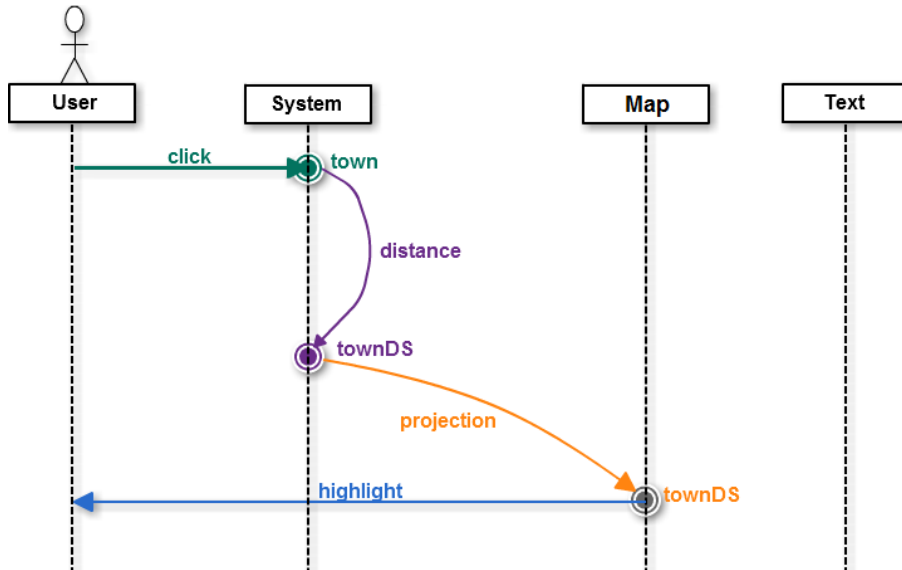 User
System
Map
Text
click
town
distance
townDS
projection
highlight
townDS